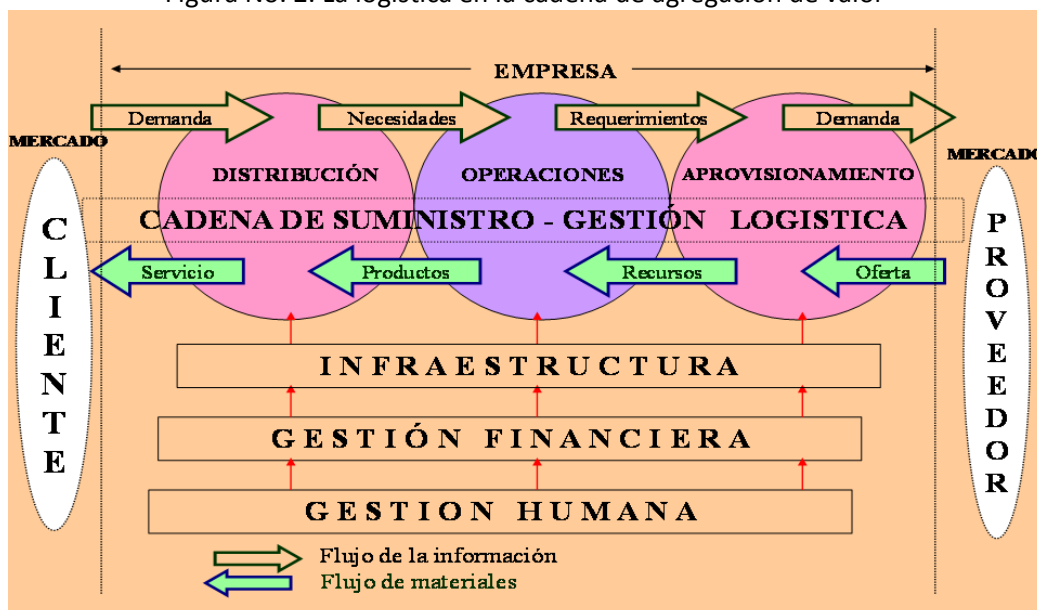 Figura No. 2. La logística en la cadena de agregación de valor
EMPRESA
Demanda
Necesidades
Requerimientos
Demanda
MERCADO
MERCADO
DISTRIBUCIÓN
OPERACIONES
APROVISIONAMIENTO
CADENA DE SUMINISTRO - GESTIÓN LOGISTICA
CLIENTE
PROVEEDOR
Servicio
Productos
Recursos
Oferta
INFRAESTRUCTURA
GESTIÓN FINANCIERA
GESTION HUMANA
Flujo de la información
Flujo de materiales